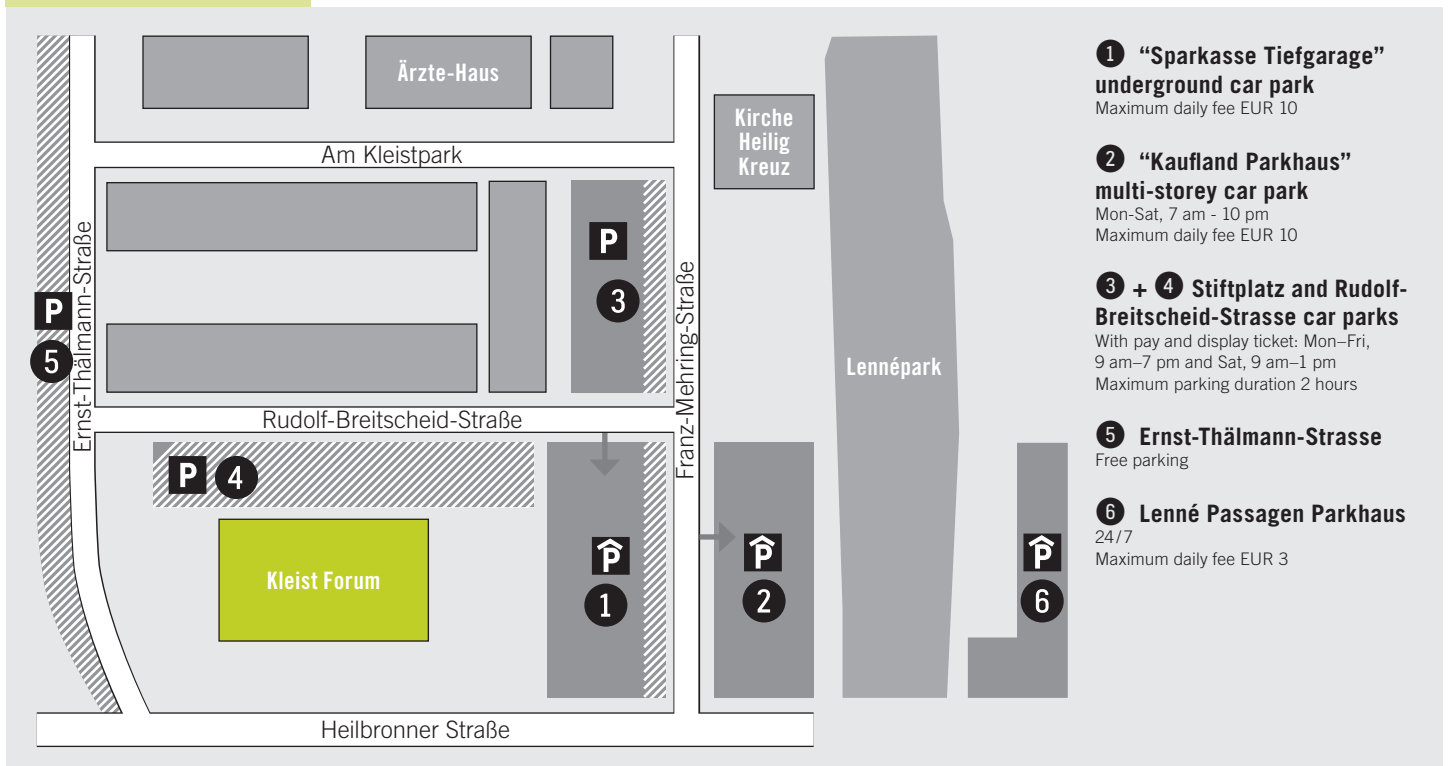 Ärzte-Haus
Kirche
Heilig
Kreuz
Am Kleistpark
P
3
P
5
Ernst-Thälmann-Straße
Franz-Mehring-Straße
Lennépark
Rudolf-Breitscheid-Straße
P 4
Kleist Forum
P
1
P
2
P
6
Heilbronner Straße
1 “Sparkasse Tiefgarage”
underground car park
Maximum daily fee EUR 10
2 “Kaufland Parkhaus”
multi-storey car park
Mon-Sat, 7 am - 10 pm
Maximum daily fee EUR 10
3 + 4 Stiftplatz and Rudolf-
Breitscheid-Strasse car parks
With pay and display ticket: Mon–Fri,
9 am–7 pm and Sat, 9 am–1 pm
Maximum parking duration 2 hours
5 Ernst-Thälmann-Strasse
Free parking
6 Lenné Passagen Parkhaus
24/7
Maximum daily fee EUR 3